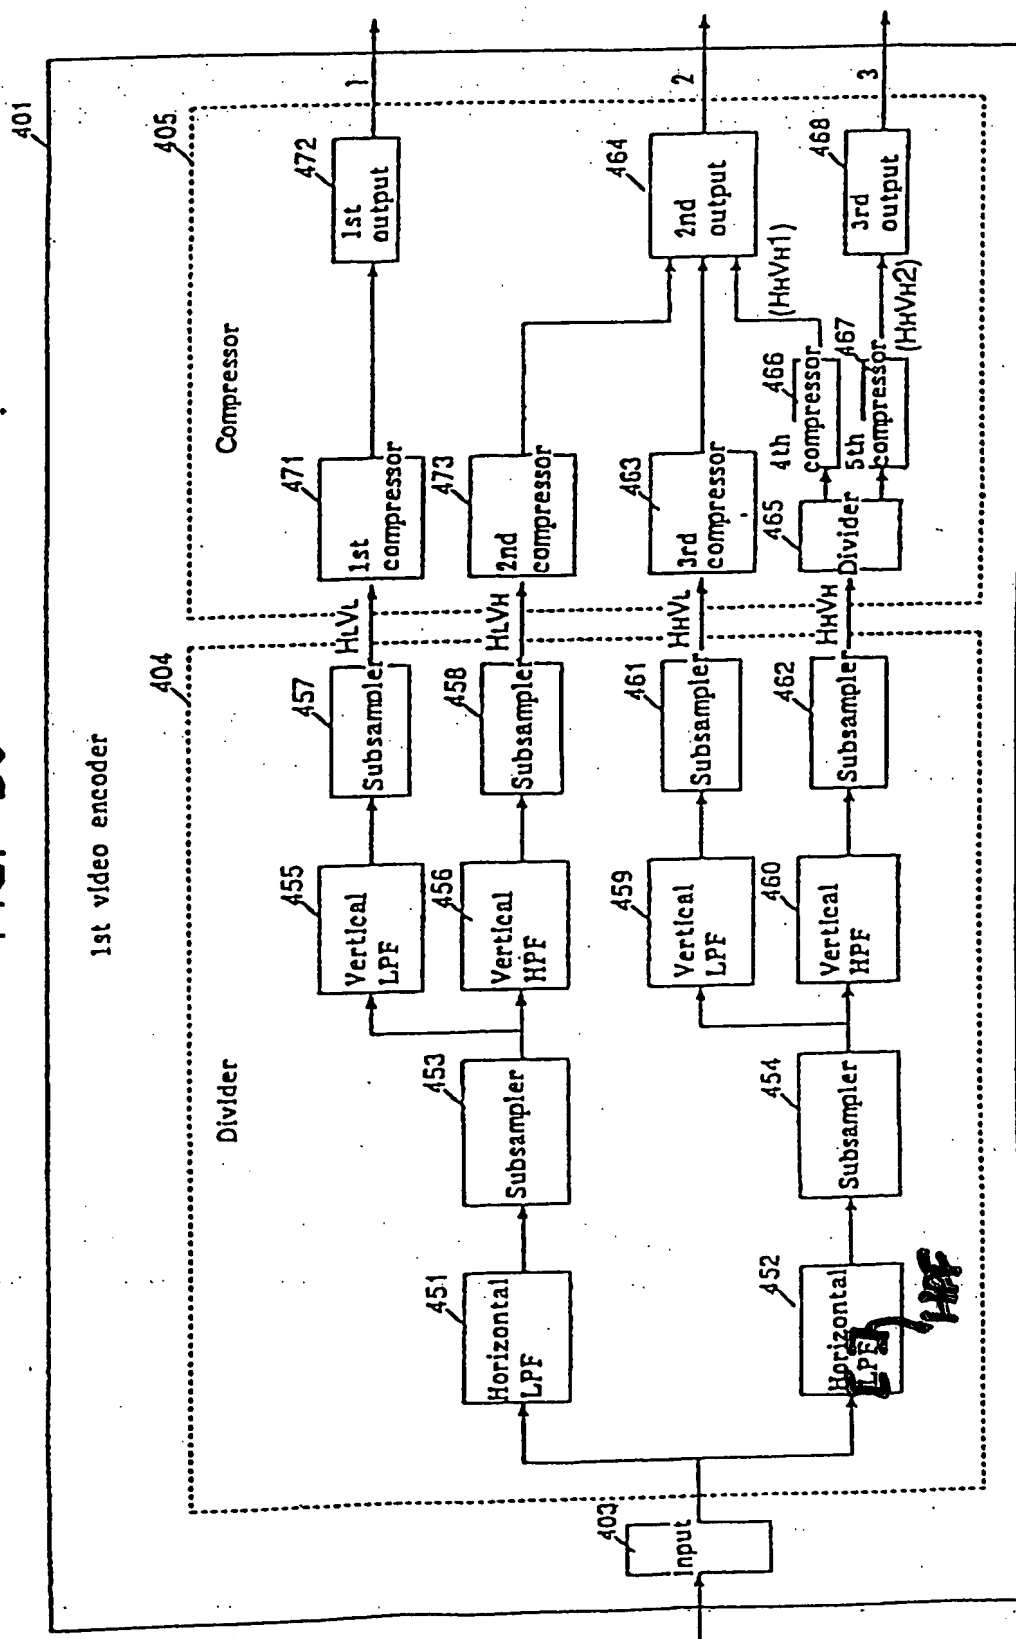 1st video encoder
401
403
Input
404
Divider
451
Horizontal
LPF
452
Horizontal
LPF
HPF
453
Subsampler
454
Subsampler
455
Vertical
LPF
456
Vertical
HPF
459
Vertical
LPF
460
Vertical
HPF
457
Subsampler
458
Subsampler
461
Subsampler
462
Subsampler
HLVL
HLVH
HHVL
HHVH
405
Compressor
471
1st
compressor
473
2nd
compressor
463
3rd
compressor
465
Divider
466
4th
compressor
467
5th
compressor
(HHVH1)
(HHVH2)
472
1st
output
464
2nd
output
468
3rd
output
1
2
3